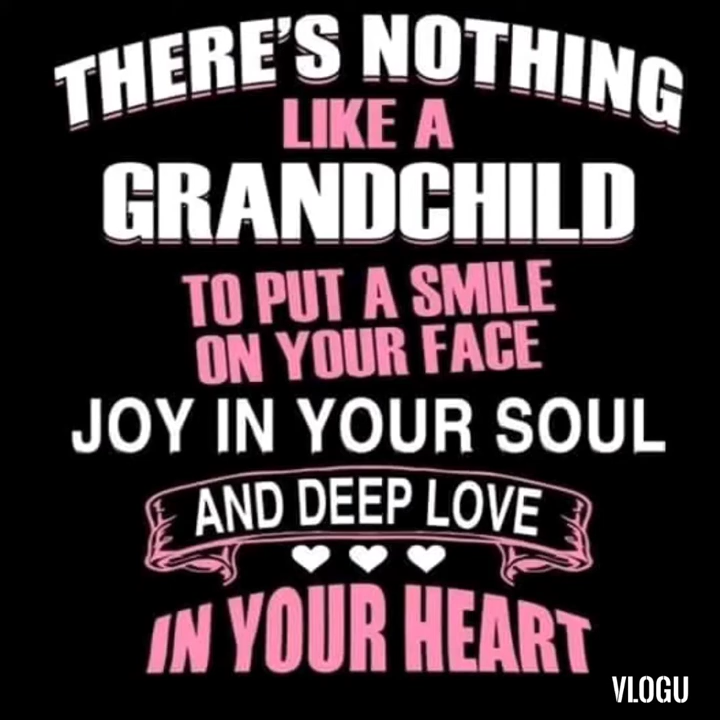 THERE'S NOTHING
LIKE A
GRANDCHILD
TO PUT A SMILE
ON YOUR FACE
JOY IN YOUR SOUL
AND DEEP LOVE
IN YOUR HEART
VLOGU